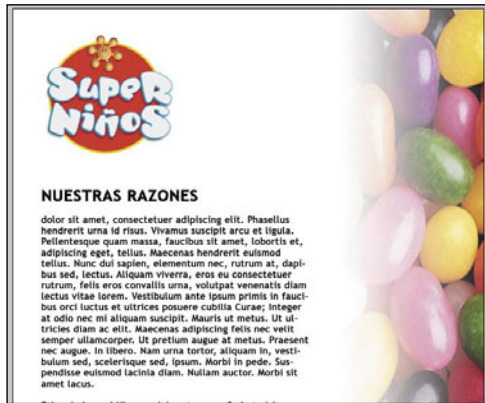 SUPER
NIÑOS
NUESTRAS RAZONES
dolor sit amet, consectetuer adipiscing elit. Phasellus
hendrerit urna id risus. Vivamus suscipit arcu et ligula.
Pellentesque quam massa, faucibus sit amet, lobortis et,
adipiscing eget, tellus. Maecenas hendrerit euismod
tellus. Nunc dui sapien, elementum nec, rutrum at, dapi-
bus sed, lectus. Aliquam viverra, eros eu consectetuer
rutrum, felis eros convallis urna, volutpat venenatis diam
lectus vitae lorem. Vestibulum ante ipsum primis in fauci-
bus orci luctus et ultrices posuere cubilia Curae; Integer
at odio nec mi aliquam suscipit. Mauris ut metus. Ut ul-
tricies diam ac elit. Maecenas adipiscing felis nec velit
semper ullamcorper. Ut pretium augue at metus. Praesent
nec augue. In libero. Nam urna tortor, aliquam in, vesti-
bulum sed, scelerisque sed, ipsum. Morbi in pede. Sus-
pendisse euismod lacinia diam. Nullam auctor. Morbi sit
amet lacus.